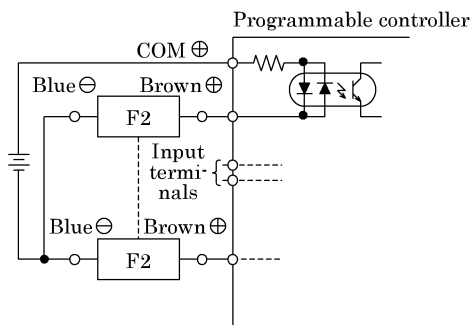 Programmable controller
COM ⊕
Blue ⊖ Brown ⊕
F2
Input
termi-
nals
Blue ⊖ Brown ⊕
F2